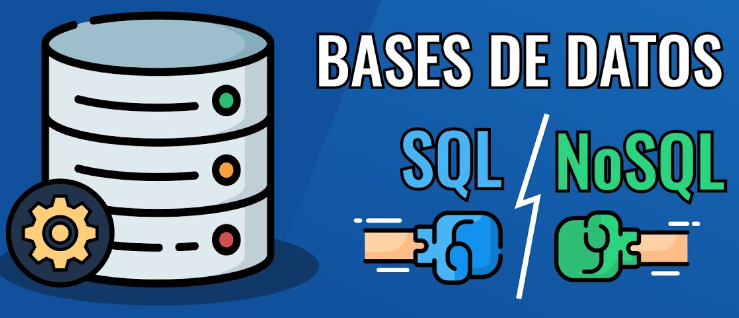 BASES DE DATOS
SQL
NoSQL